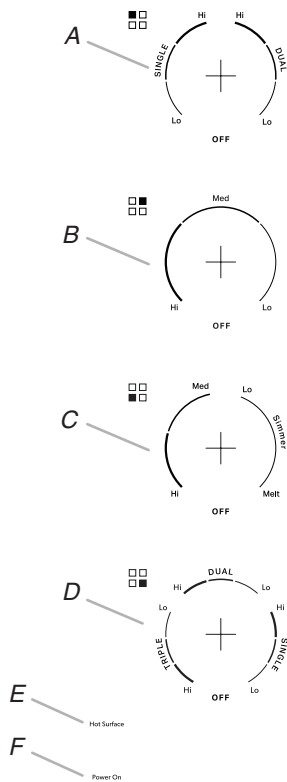 Hi Hi
A
SINGLE DUAL
Lo Lo
OFF
Med
B
Hi Lo
OFF
Med Lo
C
Simmer
Hi Melt
OFF
DUAL
Hi Lo
D
Lo Hi
TRIPLE SINGLE
Hi Lo
OFF
E
Hot Surface
F
Power On